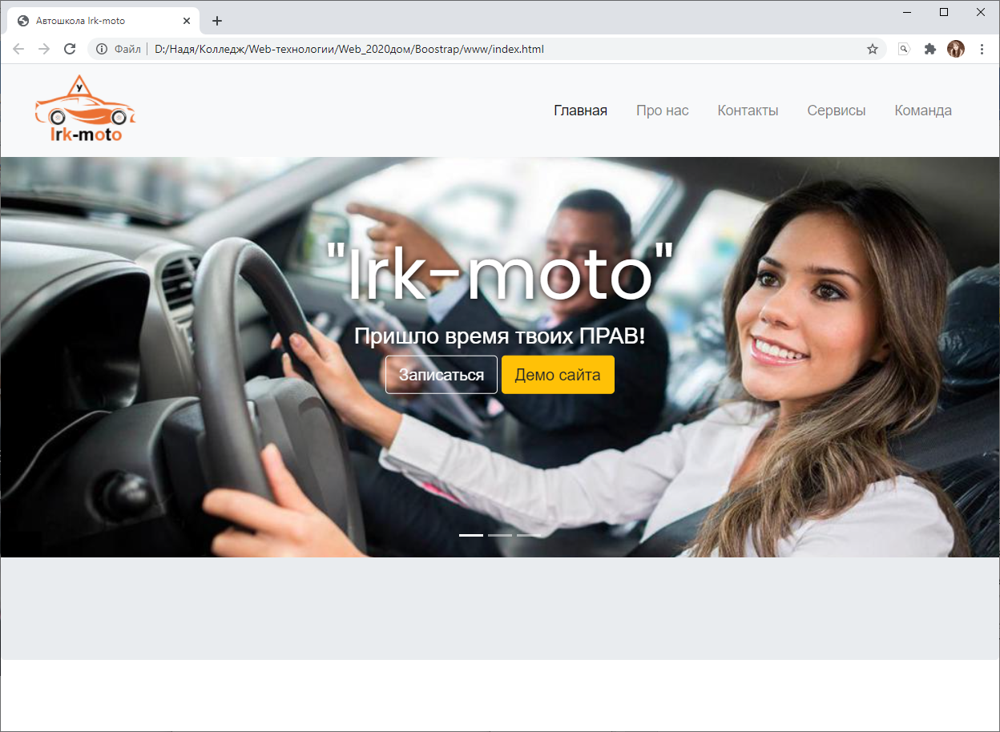 Автошкола Irk-moto
Файл D:/Надя/Колледж/Web-технологии/Web_2020дом/Boostrap/www/index.html
У
Irk-moto
Главная Про нас Контакты Сервисы Команда
"Irk-moto"
Пришло время твоих ПРАВ!
Записаться Демо сайта